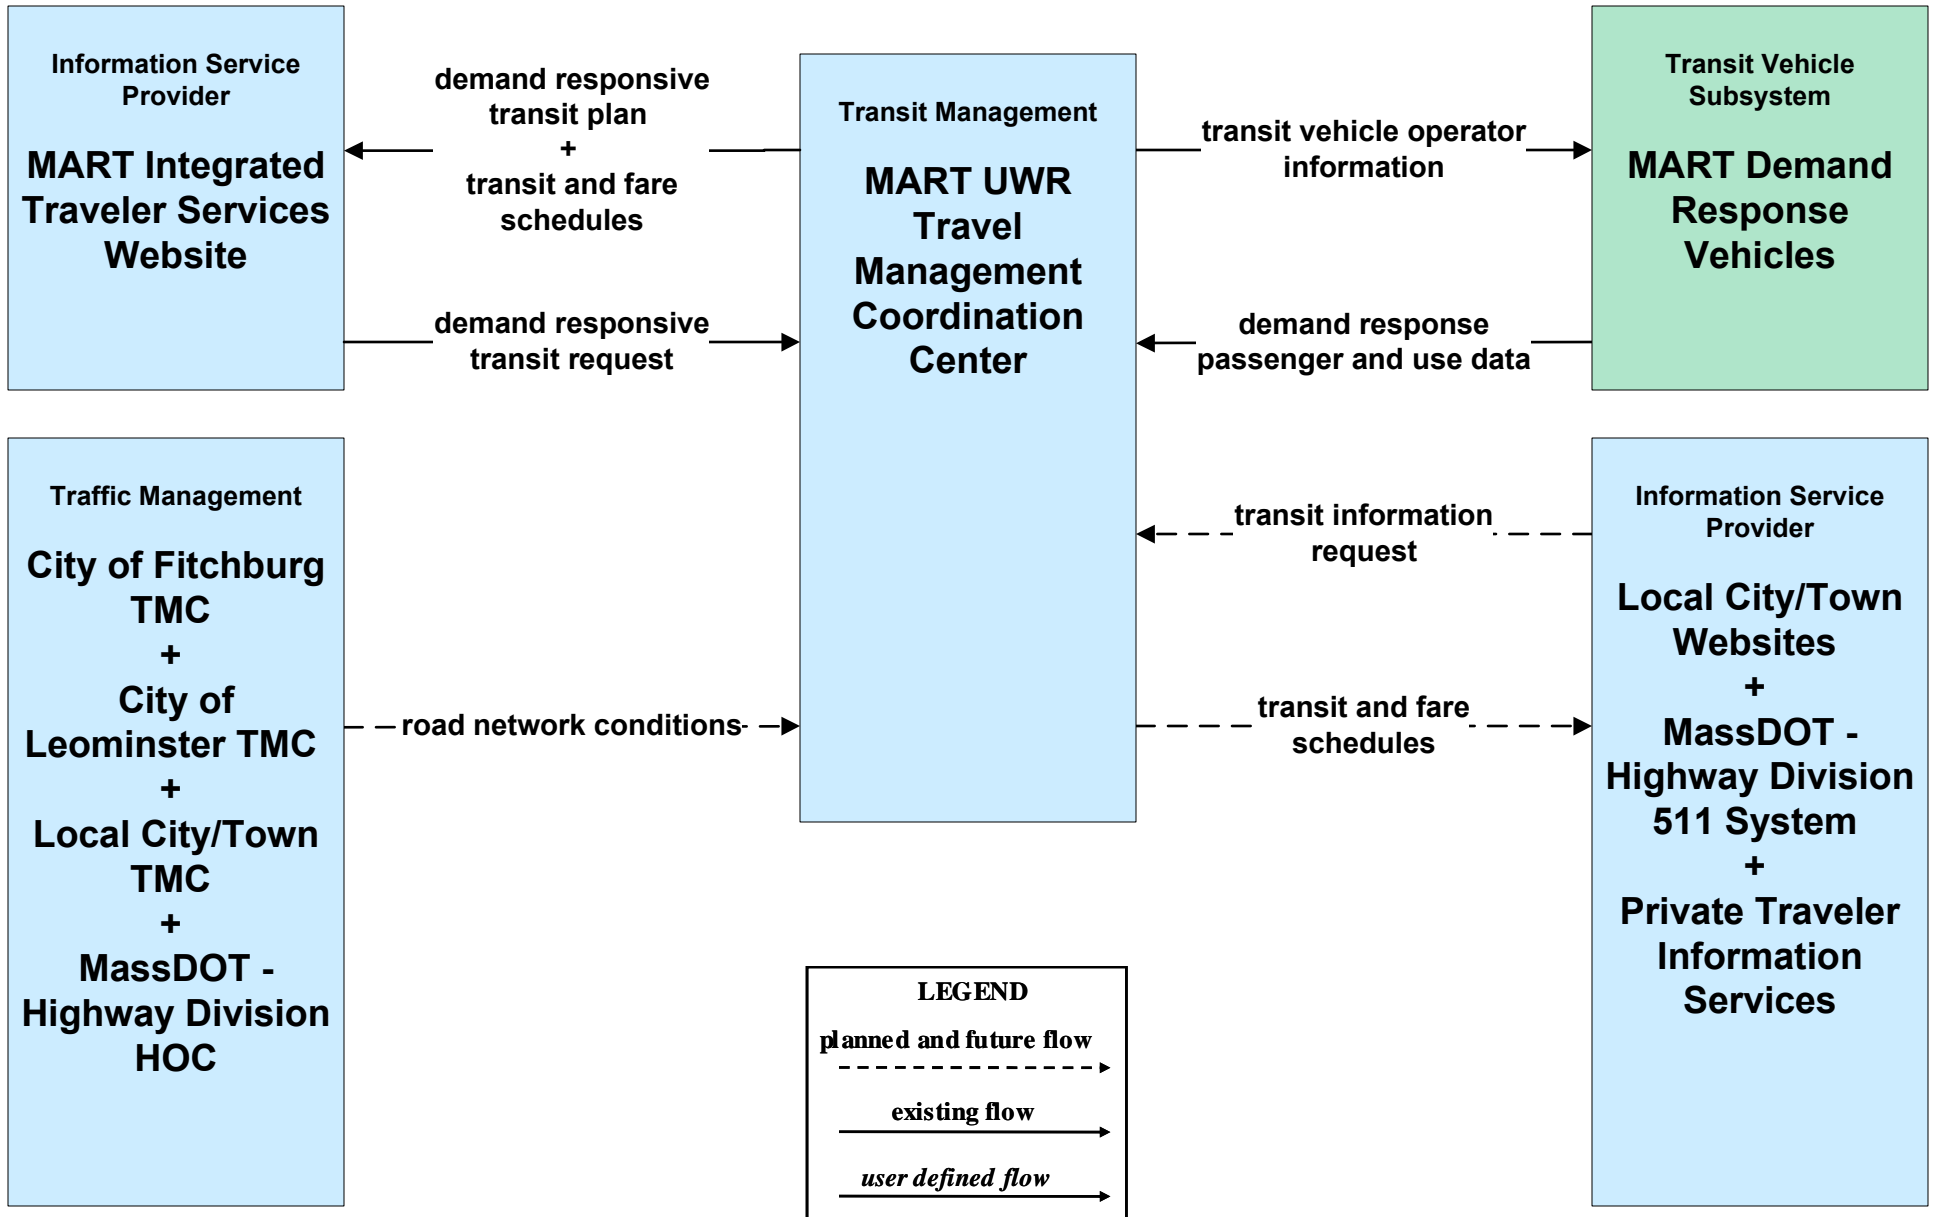 Information Service
Provider
MART Integrated
Traveler Services
Website
demand responsive
transit plan
+
transit and fare
schedules
demand responsive
transit request
Transit Management
MART UWR
Travel
Management
Coordination
Center
transit vehicle operator
information
demand response
passenger and use data
Transit Vehicle
Subsystem
MART Demand
Response
Vehicles
Traffic Management
City of Fitchburg
TMC
+
City of
Leominster TMC
+
Local City/Town
TMC
+
MassDOT -
Highway Division
HOC
road network conditions
transit information
request
transit and fare
schedules
Information Service
Provider
Local City/Town
Websites
+
MassDOT -
Highway Division
511 System
+
Private Traveler
Information
Services
LEGEND
planned and future flow
existing flow
user defined flow